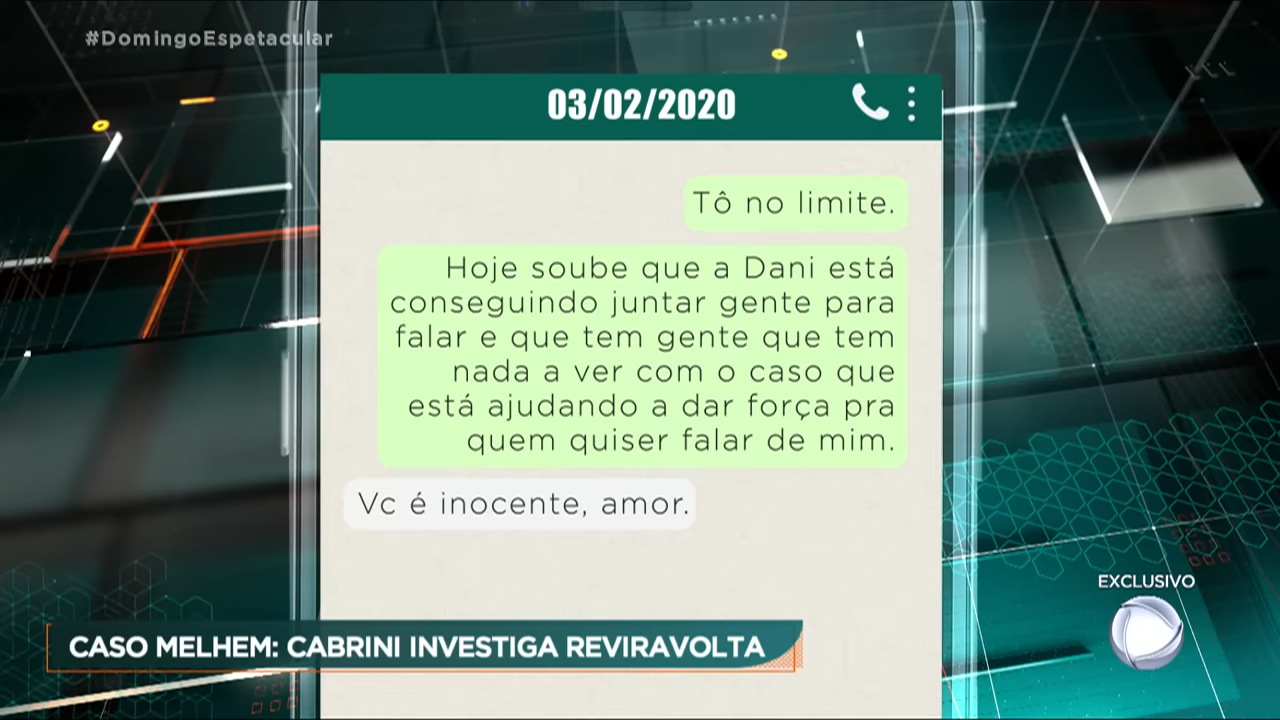 #DomingoEspetacular
03/02/2020
Tô no limite.
Hoje soube que a Dani está
conseguindo juntar gente para
falar e que tem gente que tem
nada a ver com o caso que
está ajudando a dar força pra
quem quiser falar de mim.
Vc é inocente, amor.
EXCLUSIVO
CASO MELHEM: CABRINI INVESTIGA REVIRAVOLTA